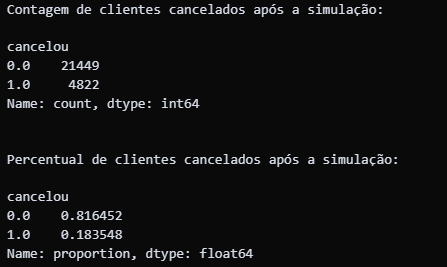 Contagem de clientes cancelados após a simulação:
cancelou
0.0    21449
1.0     4822
Name: count, dtype: int64
Percentual de clientes cancelados após a simulação:
cancelou
0.0    0.816452
1.0    0.183548
Name: proportion, dtype: float64